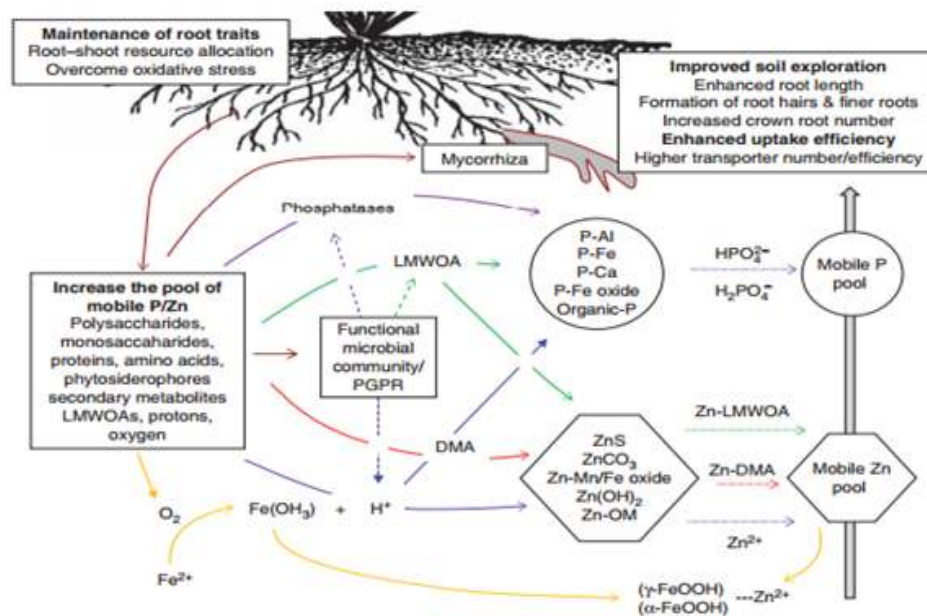 Maintenance of root traits
Root–shoot resource allocation
Overcome oxidative stress
Improved soil exploration
Enhanced root length
Formation of root hairs & finer roots
Increased crown root number
Enhanced uptake efficiency
Higher transporter number/efficiency
Mycorrhiza
Phosphatases
LMWOA
P-Al
P-Fe
P-Ca
P-Fe oxide
Organic-P
HPO₄²⁻
H₂PO₄⁻
Mobile P
pool
Increase the pool of
mobile P/Zn
Polysaccharides,
monosaccaharides,
proteins, amino acids,
phytosiderophores
secondary metabolites
LMWOAs, protons,
oxygen
Functional
microbial
community/
PGPR
DMA
ZnS
ZnCO₃
Zn-Mn/Fe oxide
Zn(OH)₂
Zn-OM
Zn-LMWOA
Zn-DMA
Zn²⁺
Mobile Zn
pool
O₂
Fe(OH₃) + H⁺
Fe²⁺
(γ-FeOOH)
(α-FeOOH) ---Zn²⁺